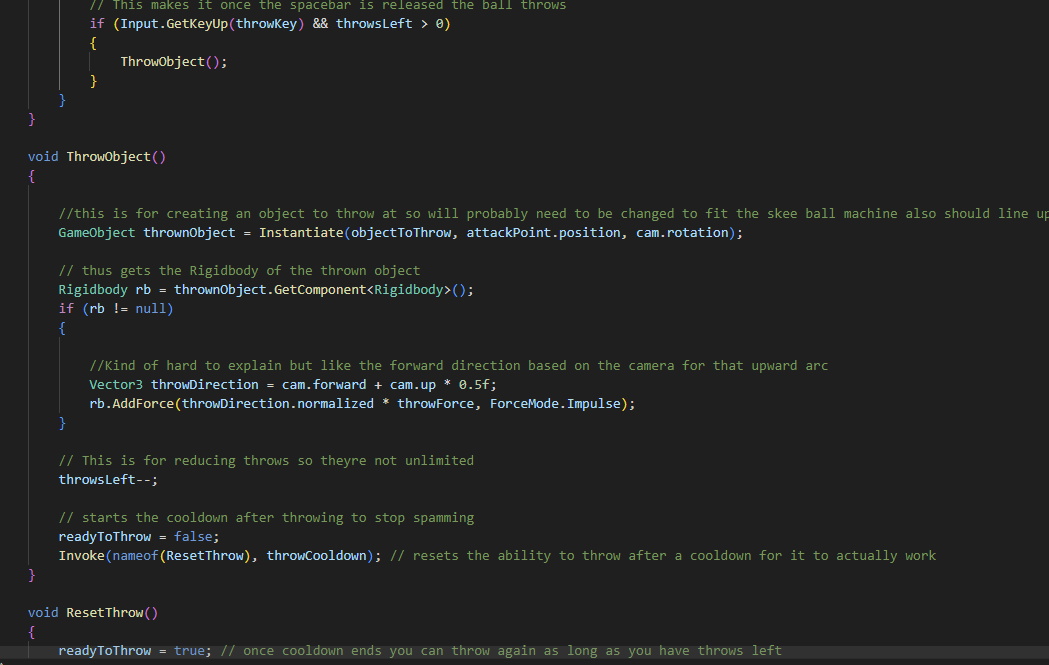 // This makes it once the spacebar is released the ball throws
if (Input.GetKeyUp(throwKey) && throwsLeft > 0)
{
ThrowObject();
}
}
}
void ThrowObject()
{
//this is for creating an object to throw at so will probably need to be changed to fit the skee ball machine also should line up
GameObject thrownObject = Instantiate(objectToThrow, attackPoint.position, cam.rotation);
// thus gets the Rigidbody of the thrown object
Rigidbody rb = thrownObject.GetComponent<Rigidbody>();
if (rb != null)
{
//Kind of hard to explain but like the forward direction based on the camera for that upward arc
Vector3 throwDirection = cam.forward + cam.up * 0.5f;
rb.AddForce(throwDirection.normalized * throwForce, ForceMode.Impulse);
}
// This is for reducing throws so theyre not unlimited
throwsLeft--;
// starts the cooldown after throwing to stop spamming
readyToThrow = false;
Invoke(nameof(ResetThrow), throwCooldown); // resets the ability to throw after a cooldown for it to actually work
}
void ResetThrow()
{
readyToThrow = true; // once cooldown ends you can throw again as long as you have throws left